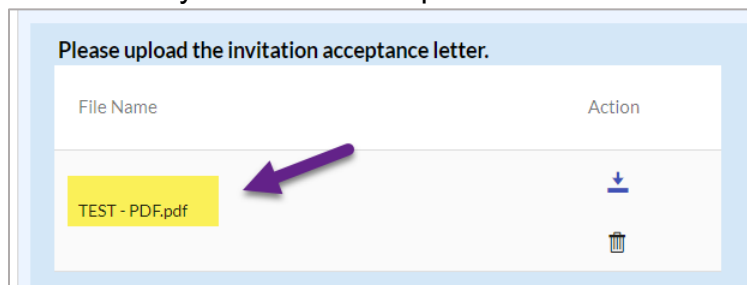 Please upload the invitation acceptance letter.
File Name Action
TEST - PDF.pdf